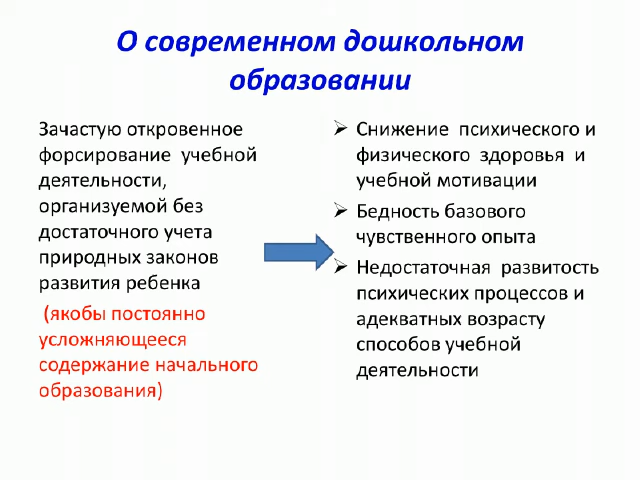 О современном дошкольном
образовании
Зачастую откровенное
форсирование учебной
деятельности,
организуемой без
достаточного учета
природных законов
развития ребенка
(якобы постоянно
усложняющееся
содержание начального
образования)
➢ Снижение психического и
физического здоровья и
учебной мотивации
➢ Бедность базового
чувственного опыта
➢ Недостаточная развитость
психических процессов и
адекватных возрасту
способов учебной
деятельности